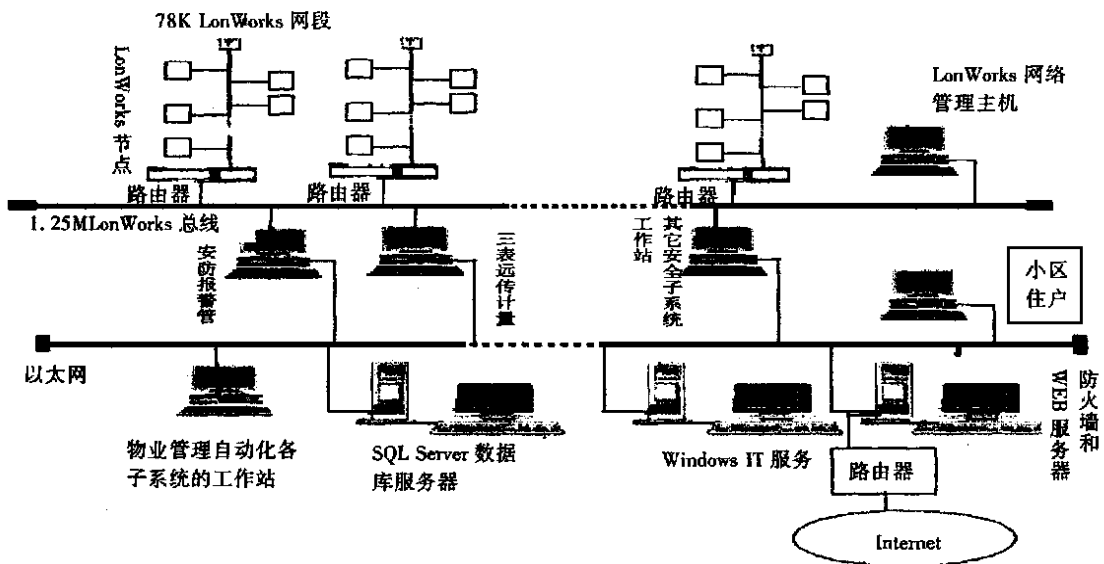 78K LonWorks 网段
LonWorks 节点
LonWorks 网络
管理主机
路由器
路由器
路由器
1. 25MLonWorks 总线
安防报警管
三表远传计量
工作站
其它安全子系统
小区
住户
以太网
防火墙和
WEB 服务器
物业管理自动化各
子系统的工作站
SQL Server 数据
库服务器
Windows IT 服务
路由器
Internet